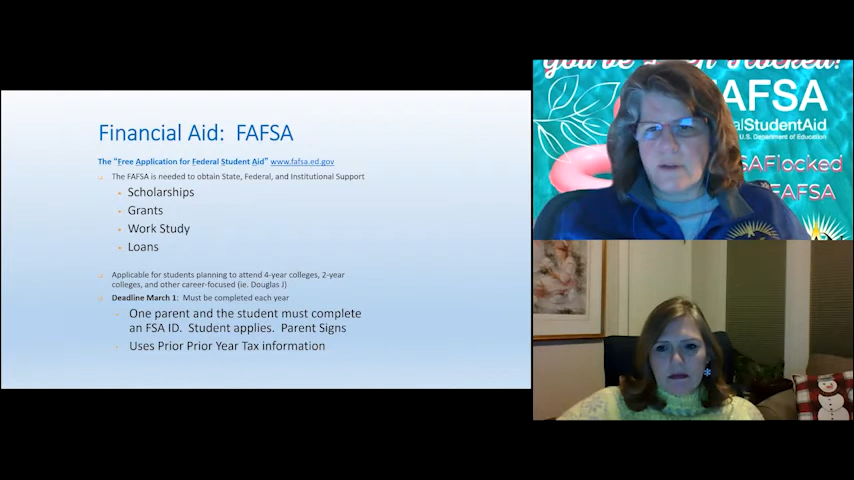 Financial Aid:  FAFSA
The "Free Application for Federal Student Aid" www.fafsa.ed.gov
The FAFSA is needed to obtain State, Federal, and Institutional Support
Scholarships
Grants
Work Study
Loans
Applicable for students planning to attend 4-year colleges, 2-year
colleges, and other career-focused (ie. Douglas J)
Deadline March 1:  Must be completed each year
One parent and the student must complete
an FSA ID.  Student applies.  Parent Signs
Uses Prior Prior Year Tax information
AFSA
alStudentAid
U.S. Department of Education
SAFlocked
FAFSA